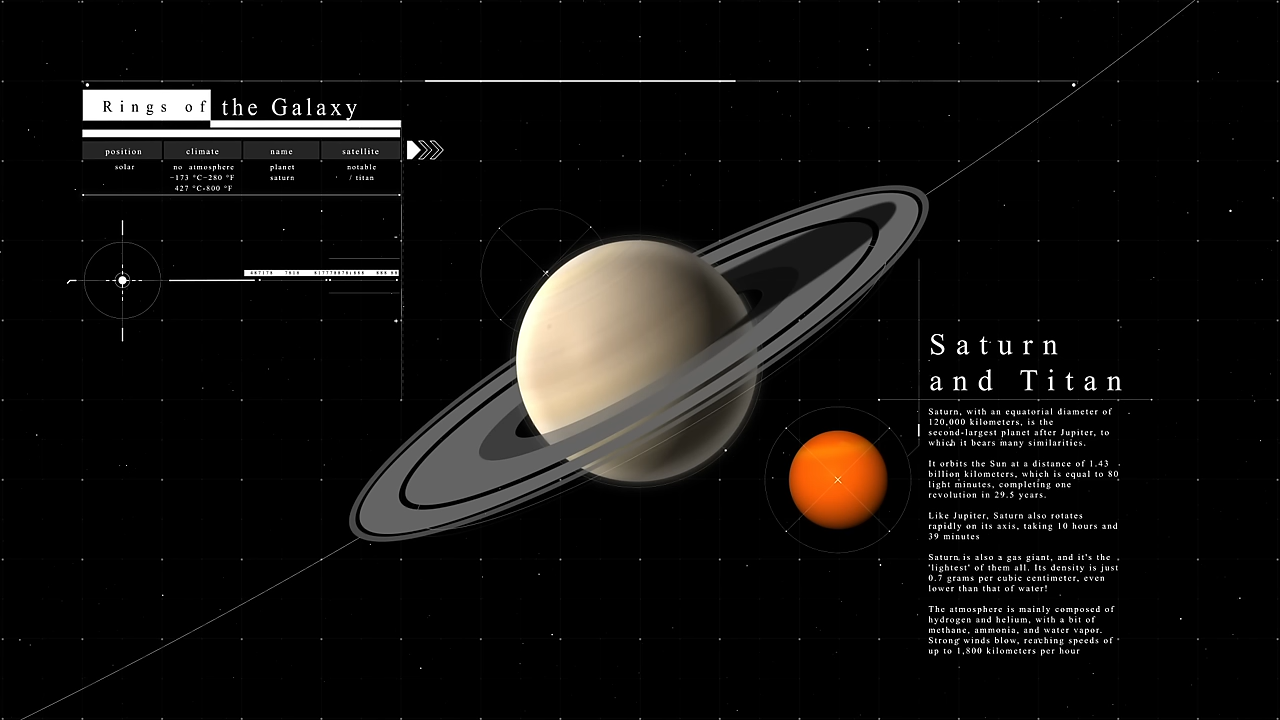 Rings of the Galaxy
position climate name satellite
solar no atmosphere planet notable
−173 °C−280 °F saturn / titan
427 °C-800 °F
Saturn
and Titan
Saturn, with an equatorial diameter of
120,000 kilometers, is the
second-largest planet after Jupiter, to
which it bears many similarities.
It orbits the Sun at a distance of 1.43
billion kilometers, which is equal to 80
light minutes, completing one
revolution in 29.5 years.
Like Jupiter, Saturn also rotates
rapidly on its axis, taking 10 hours and
39 minutes
Saturn is also a gas giant, and it's the
'lightest' of them all. Its density is just
0.7 grams per cubic centimeter, even
lower than that of water!
The atmosphere is mainly composed of
hydrogen and helium, with a bit of
methane, ammonia, and water vapor.
Strong winds blow, reaching speeds of
up to 1,800 kilometers per hour